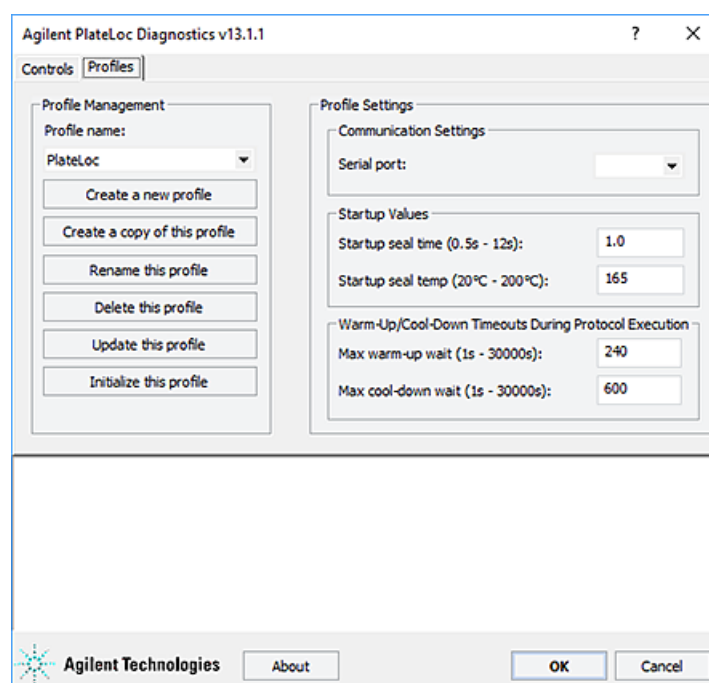 Agilent PlateLoc Diagnostics v13.1.1 ? X
Controls Profiles
Profile Management
Profile name:
PlateLoc
Create a new profile
Create a copy of this profile
Rename this profile
Delete this profile
Update this profile
Initialize this profile
Profile Settings
Communication Settings
Serial port:
Startup Values
Startup seal time (0.5s - 12s): 1.0
Startup seal temp (20°C - 200°C): 165
Warm-Up/Cool-Down Timeouts During Protocol Execution
Max warm-up wait (1s - 30000s): 240
Max cool-down wait (1s - 30000s): 600
Agilent Technologies About OK Cancel